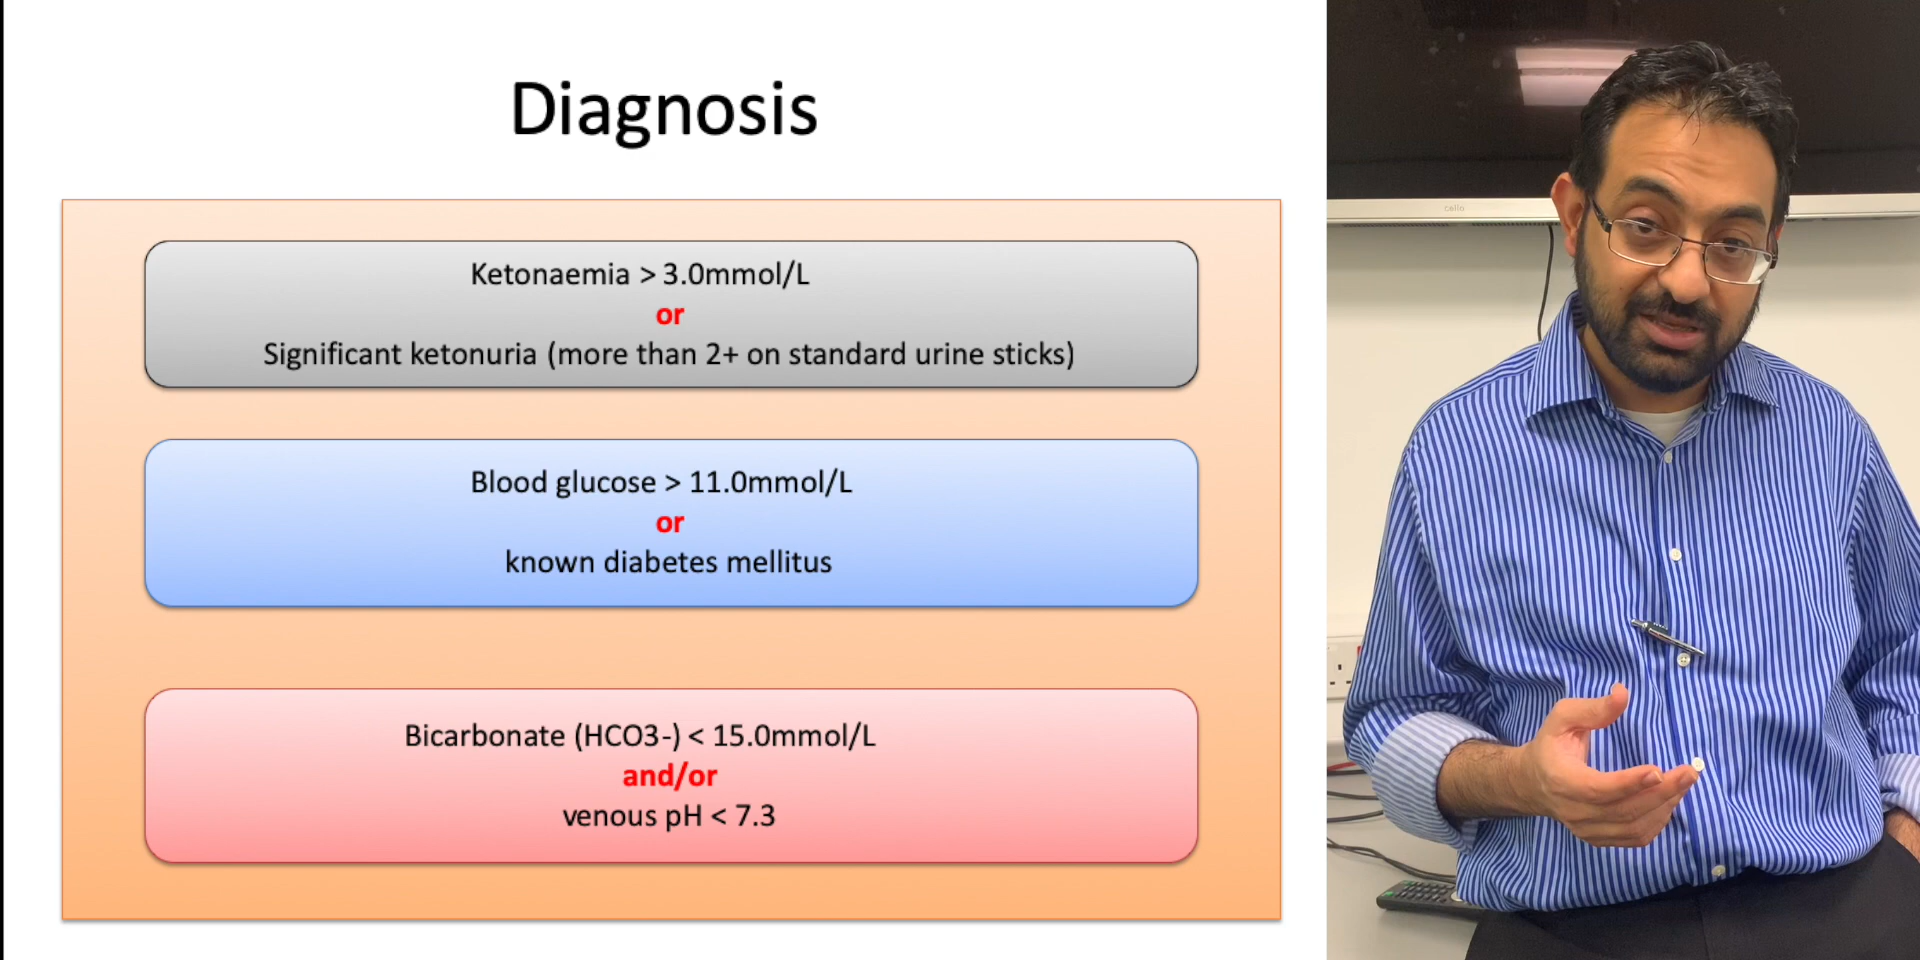 Diagnosis
Ketonaemia > 3.0mmol/L
or
Significant ketonuria (more than 2+ on standard urine sticks)
Blood glucose > 11.0mmol/L
or
known diabetes mellitus
Bicarbonate (HCO3-) < 15.0mmol/L
and/or
venous pH < 7.3
cello